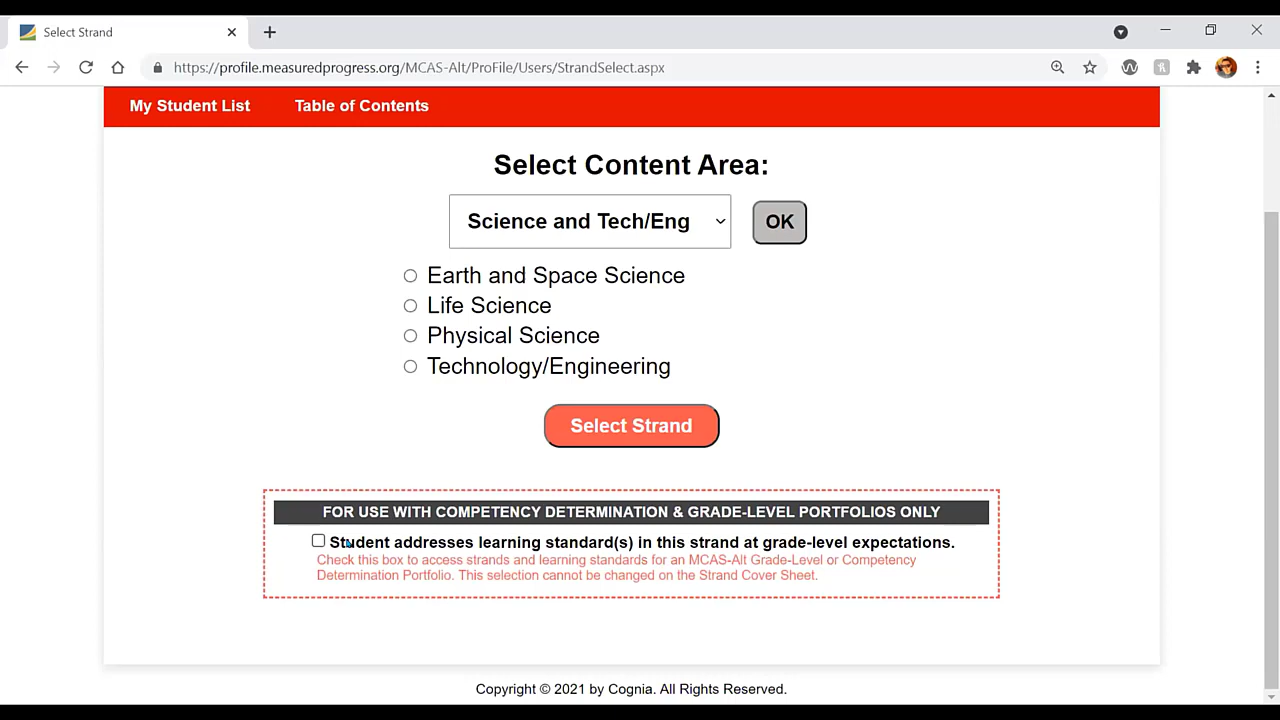 Select Strand
https://profile.measuredprogress.org/MCAS-Alt/ProFile/Users/StrandSelect.aspx
My Student List Table of Contents
Select Content Area:
Science and Tech/Eng OK
Earth and Space Science
Life Science
Physical Science
Technology/Engineering
Select Strand
FOR USE WITH COMPETENCY DETERMINATION & GRADE-LEVEL PORTFOLIOS ONLY
Student addresses learning standard(s) in this strand at grade-level expectations.
Check this box to access strands and learning standards for an MCAS-Alt Grade-Level or Competency
Determination Portfolio. This selection cannot be changed on the Strand Cover Sheet.
Copyright © 2021 by Cognia. All Rights Reserved.